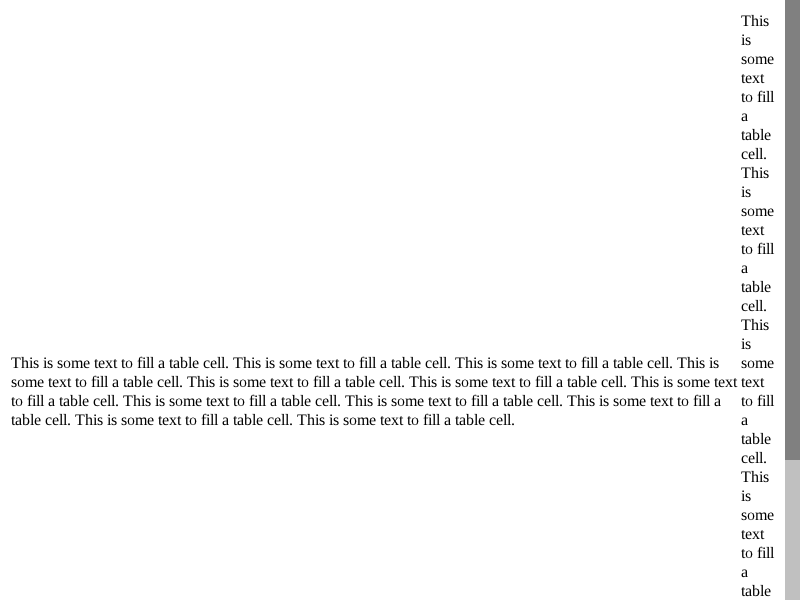 This is some text to fill a table cell. This is some text to fill a table cell. This is some text to fill a table cell. This is
some text to fill a table cell. This is some text to fill a table cell. This is some text to fill a table cell. This is some text
to fill a table cell. This is some text to fill a table cell. This is some text to fill a table cell. This is some text to fill a
table cell. This is some text to fill a table cell. This is some text to fill a table cell.
This
is
some
text
to fill
a
table
cell.
This
is
some
text
to fill
a
table
cell.
This
is
some
text
to fill
a
table
cell.
This
is
some
text
to fill
a
table